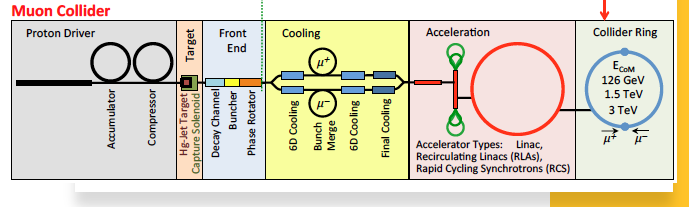 Muon Collider
Proton Driver
Accumulator
Compressor
Target
Hg-Jet Target
Capture Solenoid
Front
End
Decay Channel
Buncher
Phase Rotator
Cooling
μ+
μ−
6D Cooling
Bunch
Merge
6D Cooling
Final Cooling
Acceleration
Accelerator Types: Linac,
Recirculating Linacs (RLAs),
Rapid Cycling Synchrotrons (RCS)
Collider Ring
ECoM
126 GeV
1.5 TeV
3 TeV
μ+ μ−